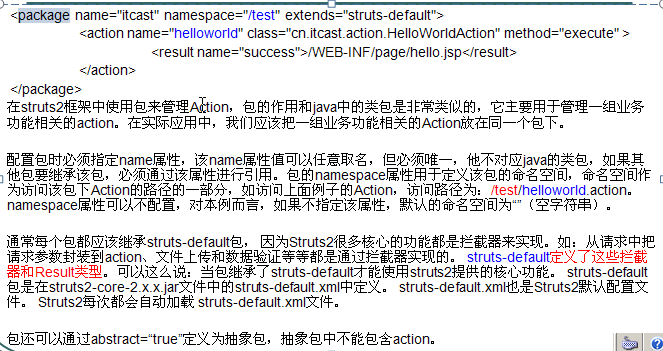 <package name="itcast" namespace="/test" extends="struts-default">
<action name="helloworld" class="cn.itcast.action.HelloWorldAction" method="execute" >
<result name="success">/WEB-INF/page/hello.jsp</result>
</action>
</package>
在struts2框架中使用包来管理Action，包的作用和java中的类包是非常类似的，它主要用于管理一组业务
功能相关的action。在实际应用中，我们应该把一组业务功能相关的Action放在同一个包下。
配置包时必须指定name属性，该name属性值可以任意取名，但必须唯一，他不对应java的类包，如果其
他包要继承该包，必须通过该属性进行引用。包的namespace属性用于定义该包的命名空间，命名空间作
为访问该包下Action的路径的一部分，如访问上面例子的Action，访问路径为：/test/helloworld.action。
namespace属性可以不配置，对本例而言，如果不指定该属性，默认的命名空间为“”（空字符串）。
通常每个包都应该继承struts-default包， 因为Struts2很多核心的功能都是拦截器来实现。如：从请求中把
请求参数封装到action、文件上传和数据验证等等都是通过拦截器实现的。 struts-default定义了这些拦截
器和Result类型。可以这么说：当包继承了struts-default才能使用struts2提供的核心功能。 struts-default
包是在struts2-core-2.x.x.jar文件中的struts-default.xml中定义。 struts-default.xml也是Struts2默认配置文
件。 Struts2每次都会自动加载 struts-default.xml文件。
包还可以通过abstract=“true”定义为抽象包，抽象包中不能包含action。